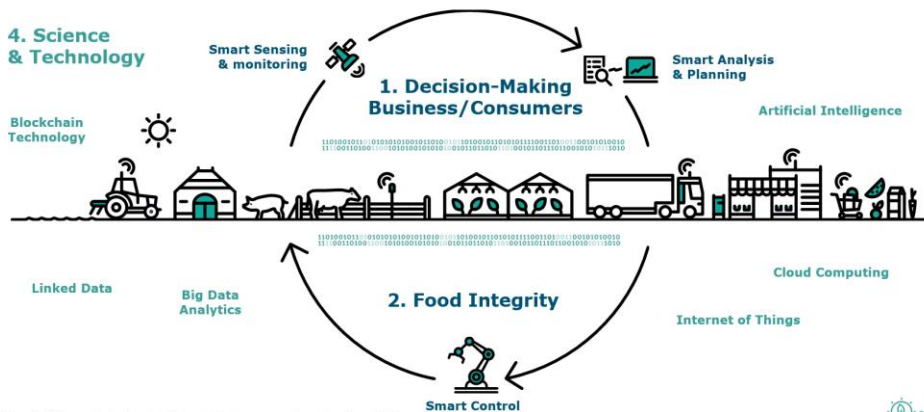 4. Science
& Technology
Smart Sensing
& monitoring
Smart Analysis
& Planning
1. Decision-Making
Business/Consumers
Artificial Intelligence
Blockchain
Technology
Linked Data
Big Data
Analytics
2. Food Integrity
Cloud Computing
Internet of Things
Smart Control